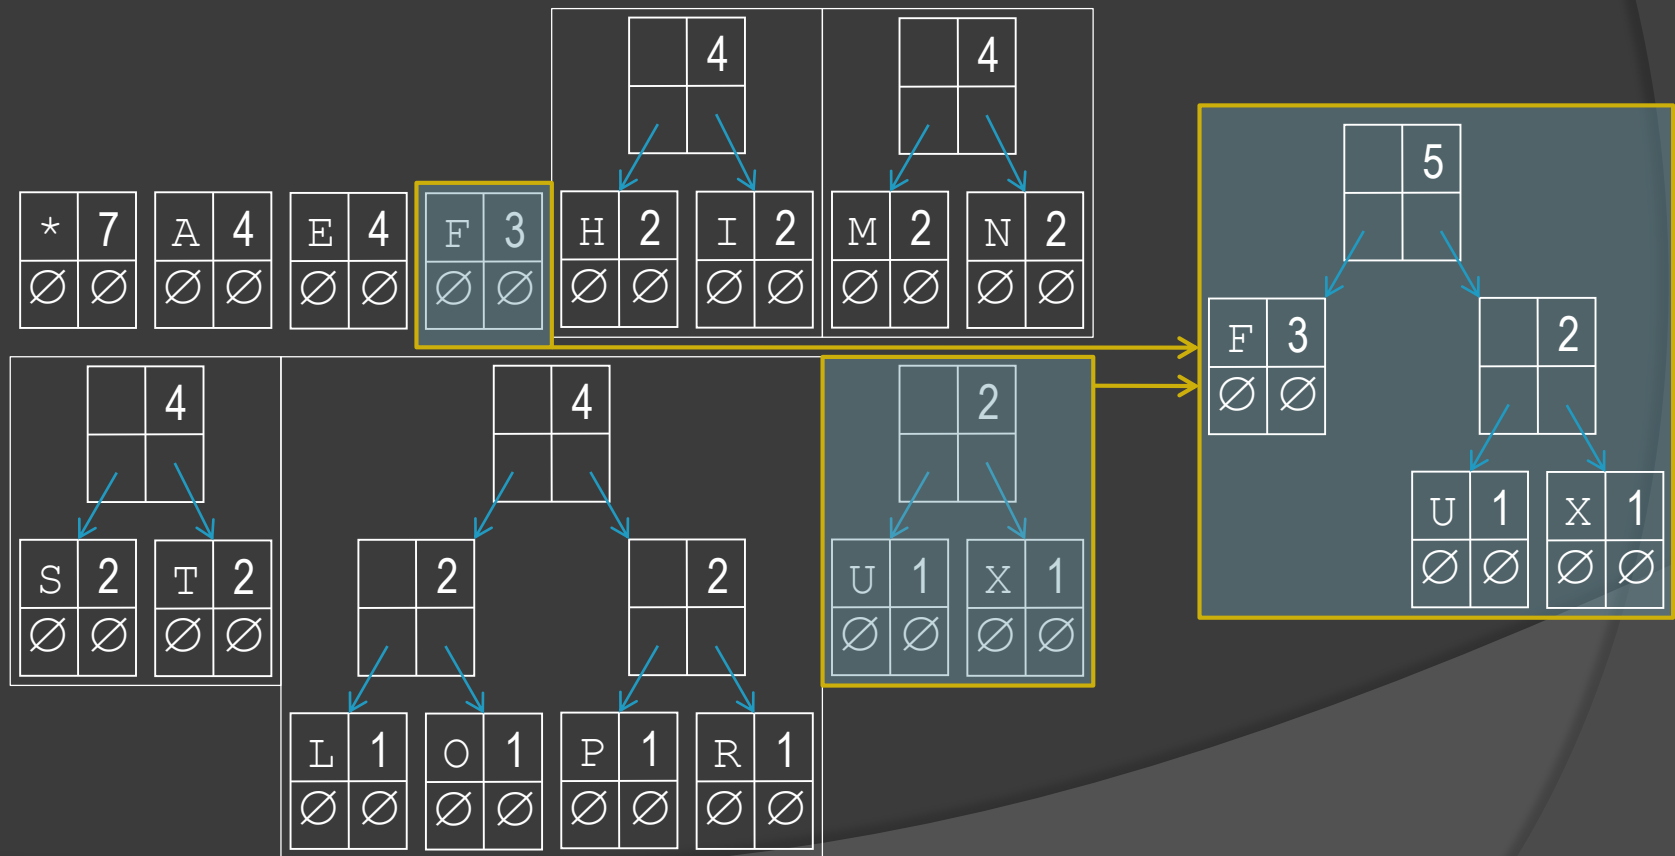 4 4
5
* 7 A 4 E 4 F 3 H 2 I 2 M 2 N 2
∅ ∅ ∅ ∅ ∅ ∅ ∅ ∅ ∅ ∅ ∅ ∅ ∅ ∅ ∅ ∅
F 3 2
∅ ∅
4 4 2
U 1 X 1
∅ ∅ ∅ ∅
S 2 T 2 2 2 U 1 X 1
∅ ∅ ∅ ∅ ∅ ∅ ∅ ∅
L 1 O 1 P 1 R 1
∅ ∅ ∅ ∅ ∅ ∅ ∅ ∅